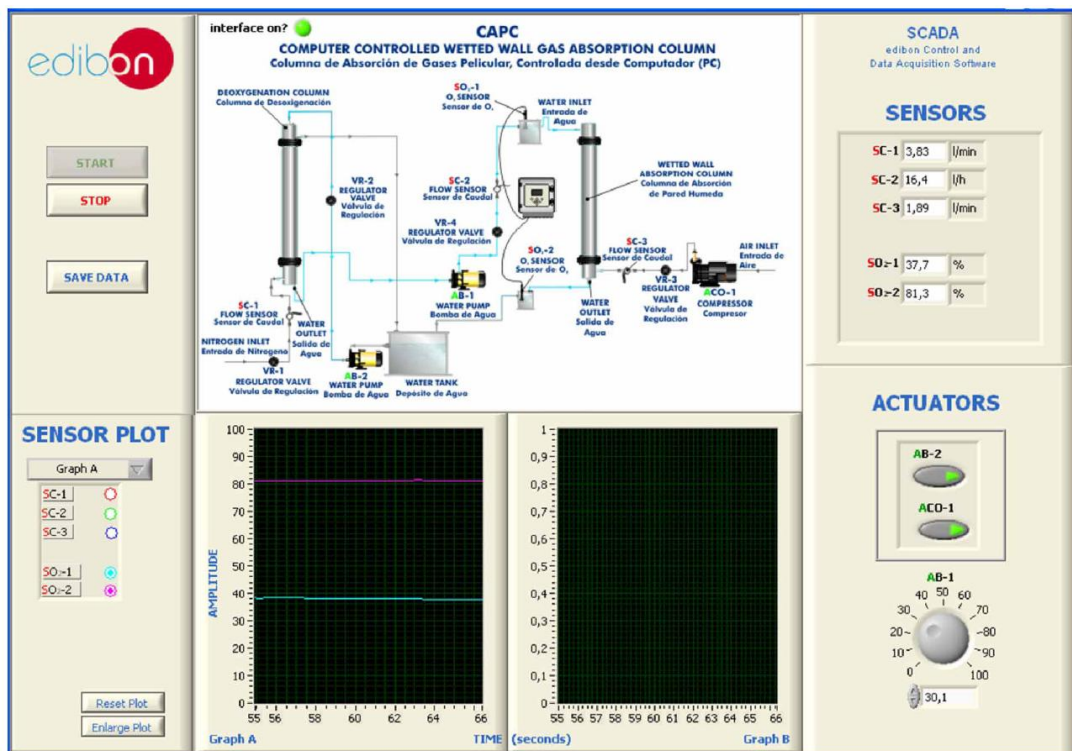 edibon
START
STOP
SAVE DATA
interface on?
CAPC
COMPUTER CONTROLLED WETTED WALL GAS ABSORPTION COLUMN
Columna de Absorción de Gases Pelicular, Controlada desde Computador (PC)
DEOXYGENATION COLUMN
Columna de Desoxigenación
SO₂-1
O₂ SENSOR
Sensor de O₂
WATER INLET
Entrada de
Agua
VR-2
REGULATOR
VALVE
Válvula de
Regulación
SC-2
FLOW SENSOR
Sensor de Caudal
VR-4
REGULATOR VALVE
Válvula de Regulación
WETTED WALL
ABSORPTION COLUMN
Columna de Absorción
de Pared Humeda
SO₂-2
O₂ SENSOR
Sensor de O₂
SC-3
FLOW SENSOR
Sensor de Caudal
AIR INLET
Entrada de
Aire
AB-1
WATER PUMP
Bomba de Agua
VR-3
REGULATOR
VALVE
Válvula de
Regulación
ACO-1
COMPRESSOR
Compresor
SC-1
FLOW SENSOR
Sensor de Caudal
WATER
OUTLET
Salida de
Agua
WATER
OUTLET
Salida de
Agua
NITROGEN INLET
Entrada de Nitrogeno
VR-1
REGULATOR VALVE
Válvula de Regulación
AB-2
WATER PUMP
Bomba de Agua
WATER TANK
Depósito de Agua
SCADA
edibon Control and
Data Acquisition Software
SENSORS
SC-1 3,83 l/min
SC-2 16,4 l/h
SC-3 1,89 l/min
SO₂-1 37,7 %
SO₂-2 81,3 %
SENSOR PLOT
Graph A
SC-1
SC-2
SC-3
SO₂-1
SO₂-2
Reset Plot
Enlarge Plot
AMPLITUDE
100
90
80
70
60
50
40
30
20
10
0
55 56 58 60 62 64 66
Graph A TIME (seconds) Graph B
1
0,9
0,8
0,7
0,6
0,5
0,4
0,3
0,2
0,1
0
55 56 57 58 59 60 61 62 63 64 65 66
ACTUATORS
AB-2
ACO-1
AB-1
0 10 20 30 40 50 60 70 80 90 100
30,1